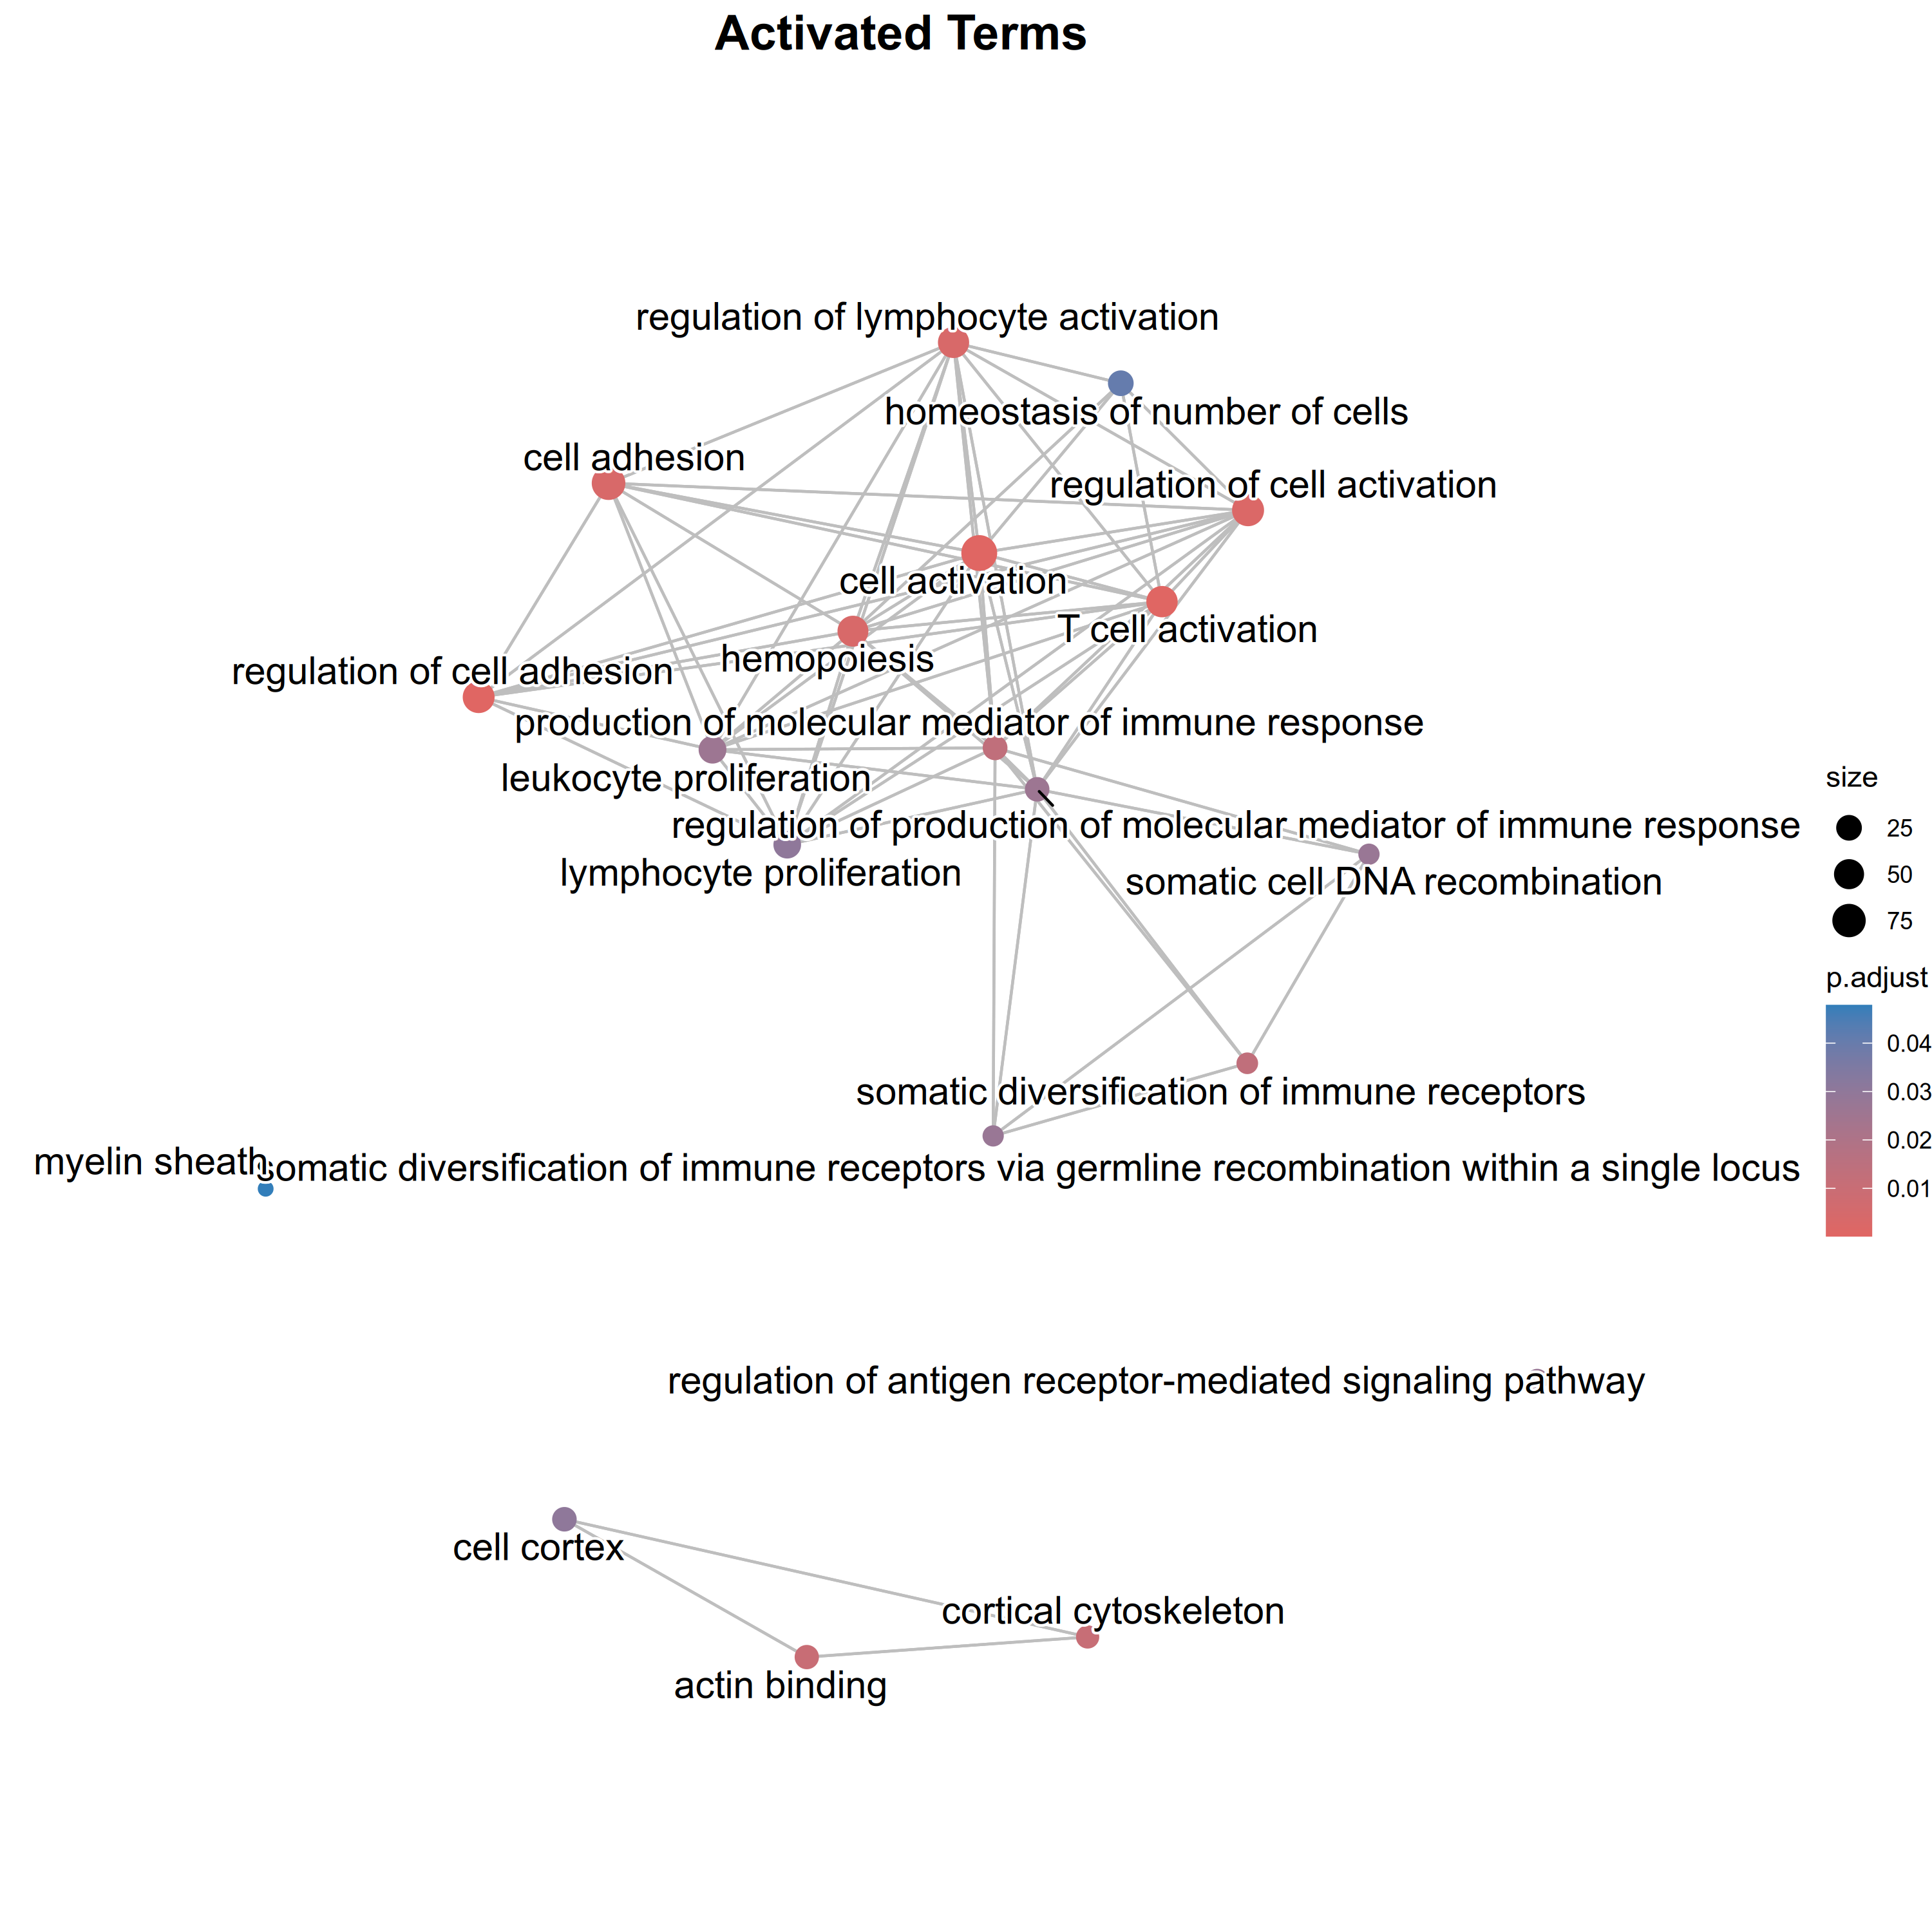 Activated Terms
regulation of lymphocyte activation
homeostasis of number of cells
cell adhesion
regulation of cell activation
cell activation
T cell activation
hemopoiesis
regulation of cell adhesion
production of molecular mediator of immune response
leukocyte proliferation
regulation of production of molecular mediator of immune response
lymphocyte proliferation
somatic cell DNA recombination
somatic diversification of immune receptors
myelin sheath
somatic diversification of immune receptors via germline recombination within a single locus
regulation of antigen receptor-mediated signaling pathway
cell cortex
cortical cytoskeleton
actin binding
size
25
50
75
p.adjust
0.04
0.03
0.02
0.01